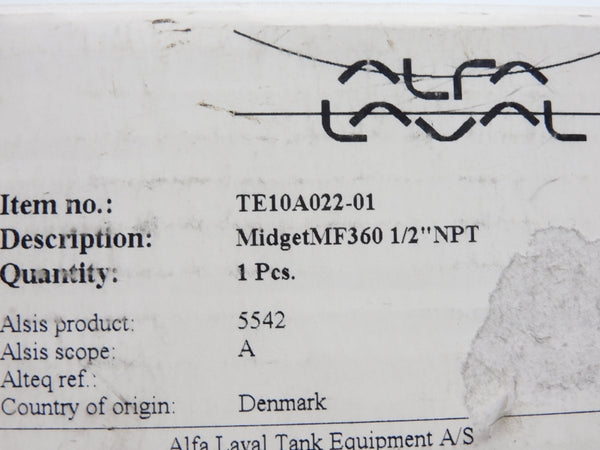 ALFA
LAVAL
Item no.: TE10A022-01
Description: MidgetMF360 1/2"NPT
Quantity: 1 Pcs.
Alsis product: 5542
Alsis scope: A
Alteq ref.:
Country of origin: Denmark
Alfa Laval Tank Equipment A/S